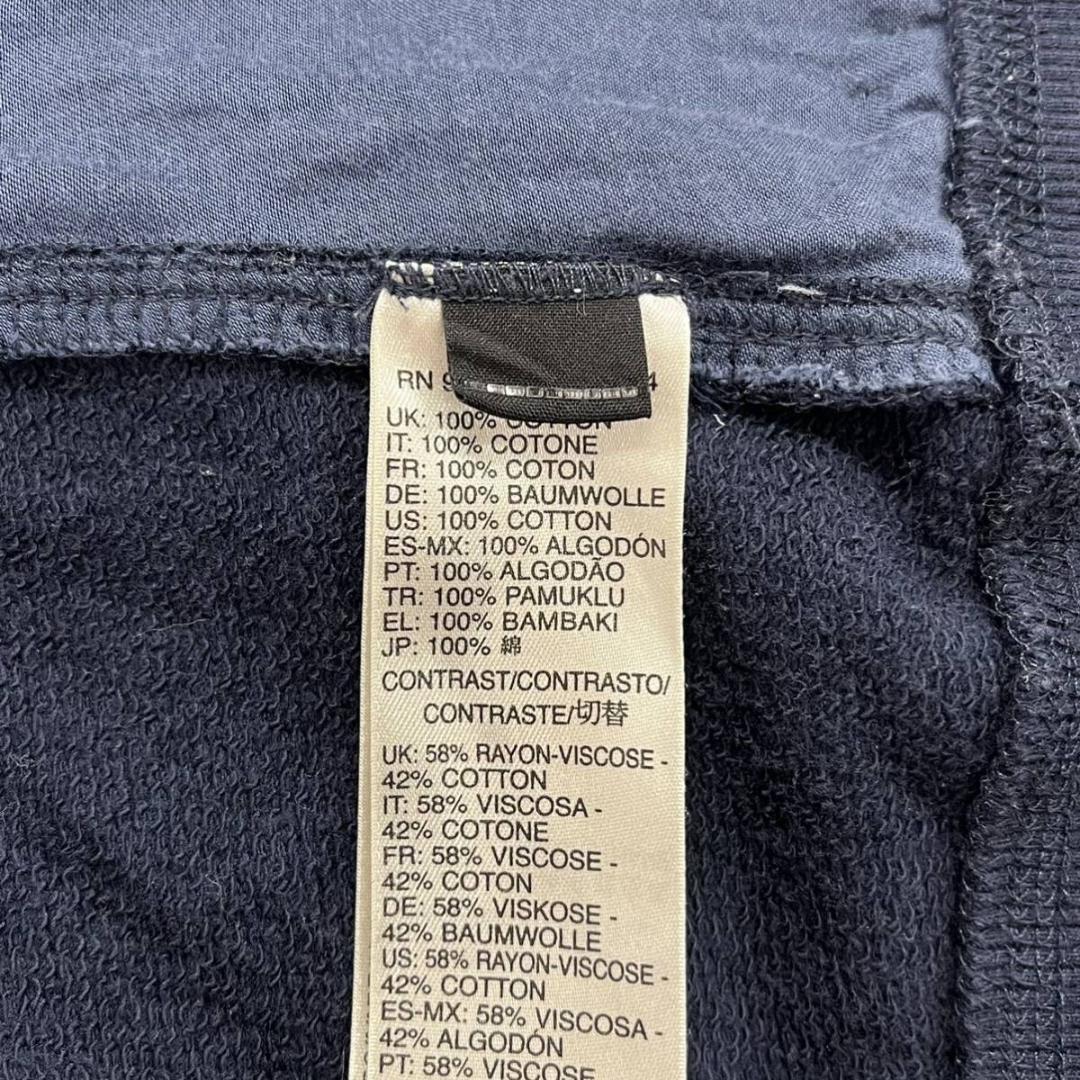 RN 9
UK: 100% COTTON
IT: 100% COTONE
FR: 100% COTON
DE: 100% BAUMWOLLE
US: 100% COTTON
ES-MX: 100% ALGODÓN
PT: 100% ALGODÃO
TR: 100% PAMUKLU
EL: 100% BAMBAKI
JP: 100% 綿
CONTRAST/CONTRASTO/
CONTRASTE/切替
UK: 58% RAYON-VISCOSE -
42% COTTON
IT: 58% VISCOSA -
42% COTONE
FR: 58% VISCOSE -
42% COTON
DE: 58% VISKOSE -
42% BAUMWOLLE
US: 58% RAYON-VISCOSE -
42% COTTON
ES-MX: 58% VISCOSA -
42% ALGODÓN
PT: 58% VISCOSE